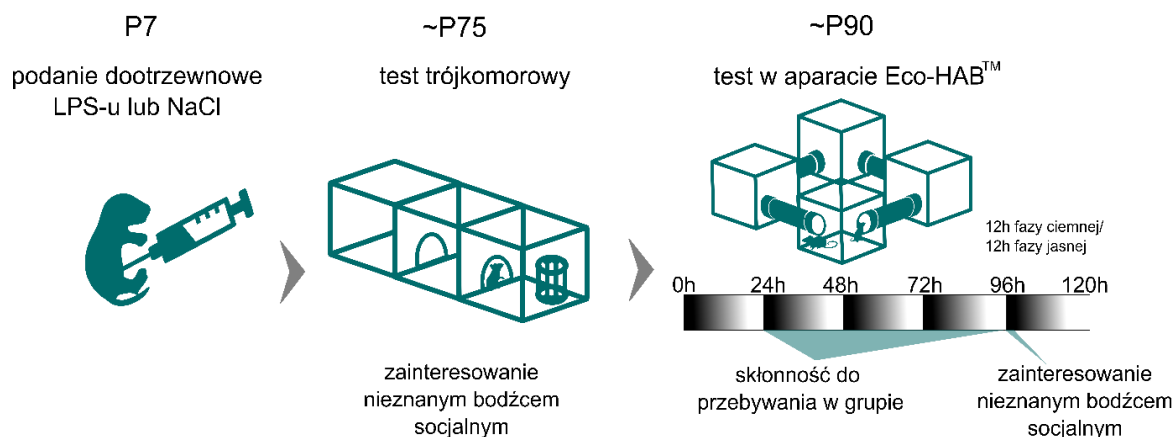 P7
podanie dootrzewnowe
LPS-u lub NaCl
~P75
test trójkomorowy
zainteresowanie
nieznanym bodźcem
socjalnym
~P90
test w aparacie Eco-HAB™
12h fazy ciemnej/
12h fazy jasnej
0h 24h 48h 72h 96h 120h
skłonność do
przebywania w grupie
zainteresowanie
nieznanym bodźcem
socjalnym